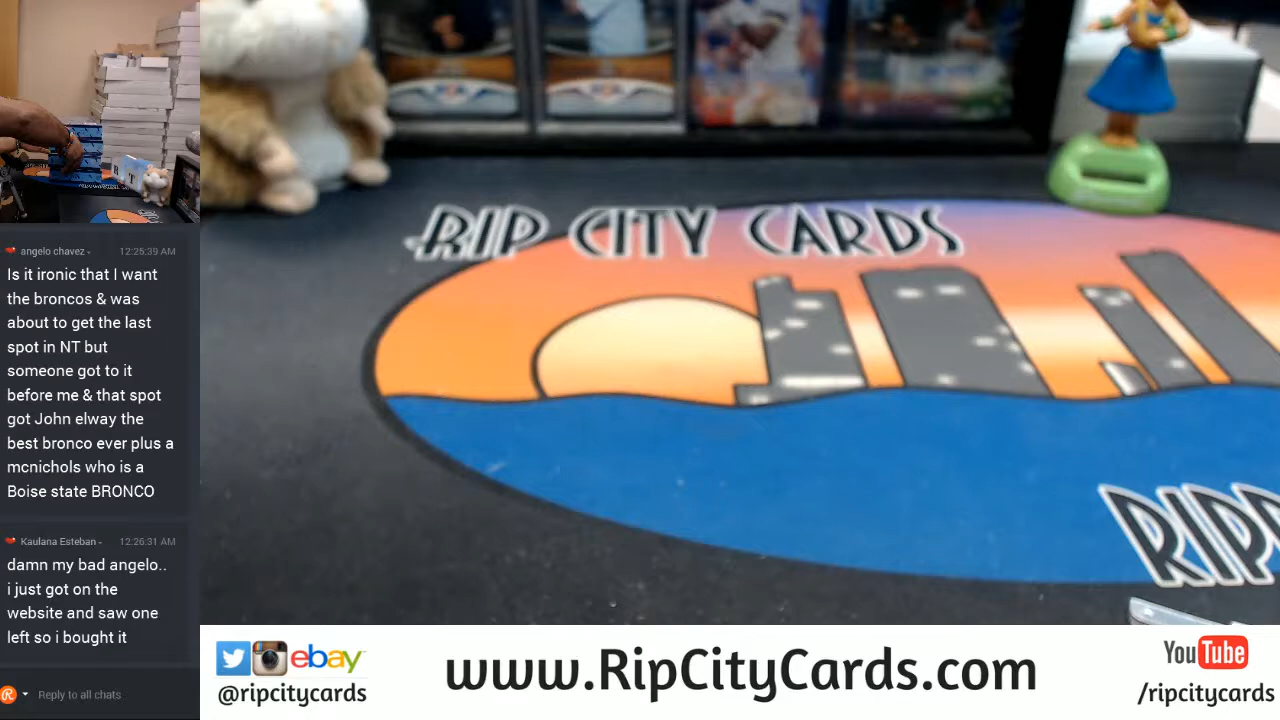 angelo chavez - 12:25:39 AM
Is it ironic that I want
the broncos & was
about to get the last
spot in NT but
someone got to it
before me & that spot
got John elway the
best bronco ever plus a
mcnichols who is a
Boise state BRONCO
Kaulana Esteban - 12:26:31 AM
damn my bad angelo..
i just got on the
website and saw one
left so i bought it
Reply to all chats
RIP CITY CARDS
ebay
@ripcitycards
www.RipCityCards.com
YouTube
/ripcitycards